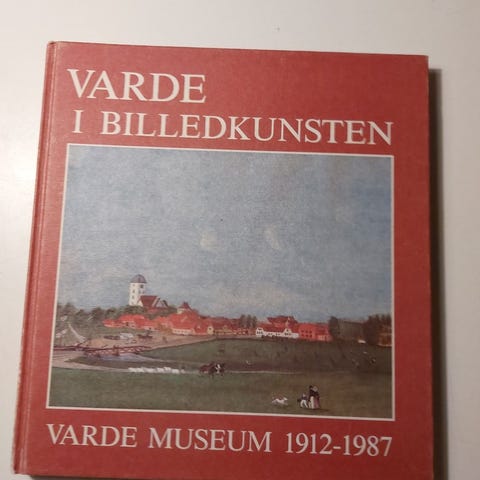 VARDE
I BILLEDKUNSTEN
VARDE MUSEUM 1912-1987